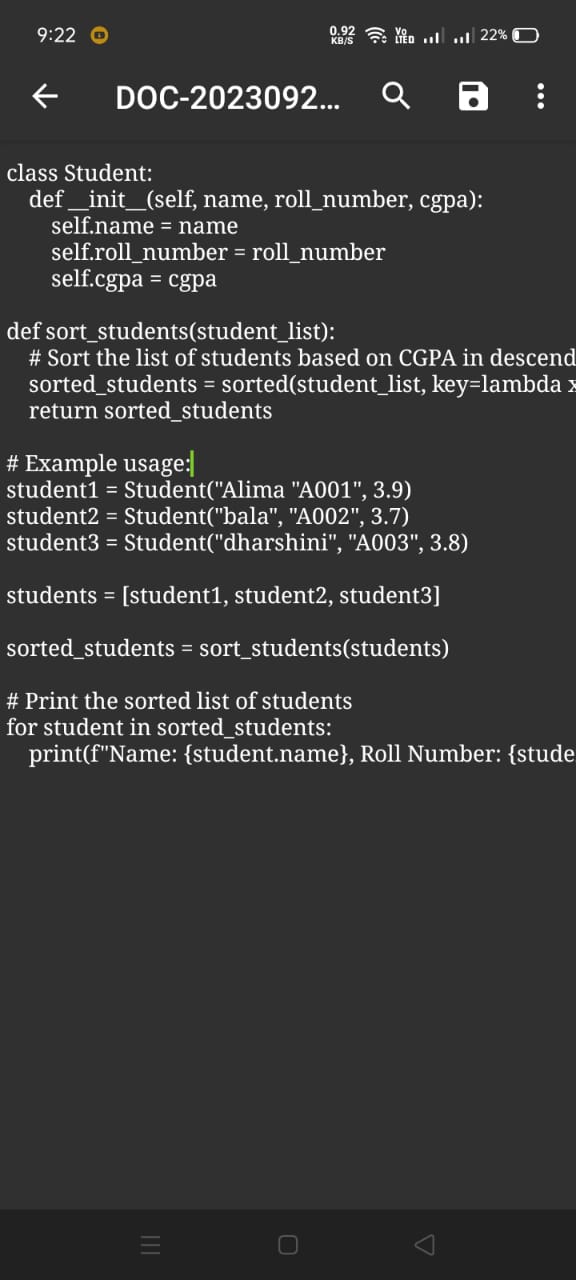 9:22
0.92 KB/S
Vo LTED
22%
DOC-2023092...
class Student:
    def __init__(self, name, roll_number, cgpa):
        self.name = name
        self.roll_number = roll_number
        self.cgpa = cgpa

def sort_students(student_list):
    # Sort the list of students based on CGPA in descend
    sorted_students = sorted(student_list, key=lambda x
    return sorted_students

# Example usage:
student1 = Student("Alima "A001", 3.9)
student2 = Student("bala", "A002", 3.7)
student3 = Student("dharshini", "A003", 3.8)

students = [student1, student2, student3]

sorted_students = sort_students(students)

# Print the sorted list of students
for student in sorted_students:
    print(f"Name: {student.name}, Roll Number: {stude